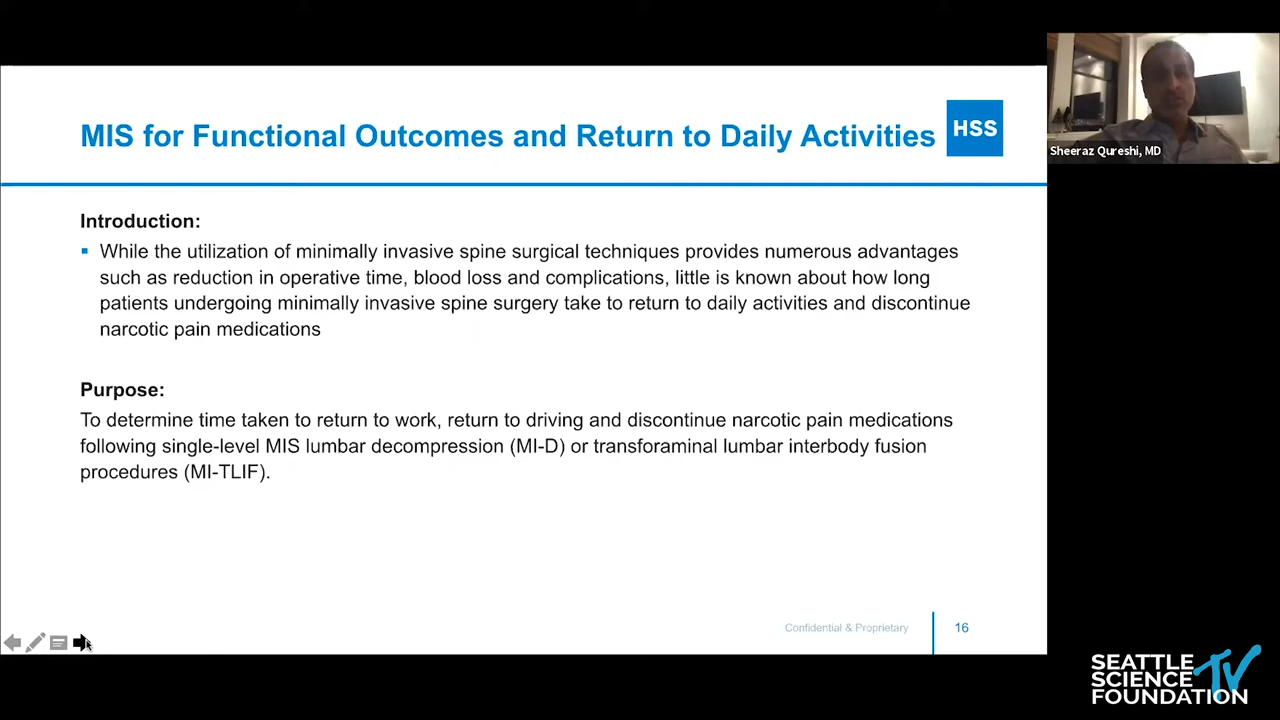 MIS for Functional Outcomes and Return to Daily Activities
HSS
Sheeraz Qureshi, MD
Introduction:
While the utilization of minimally invasive spine surgical techniques provides numerous advantages
such as reduction in operative time, blood loss and complications, little is known about how long
patients undergoing minimally invasive spine surgery take to return to daily activities and discontinue
narcotic pain medications
Purpose:
To determine time taken to return to work, return to driving and discontinue narcotic pain medications
following single-level MIS lumbar decompression (MI-D) or transforaminal lumbar interbody fusion
procedures (MI-TLIF).
Confidential & Proprietary
16
SEATTLE
SCIENCE
FOUNDATION
TV